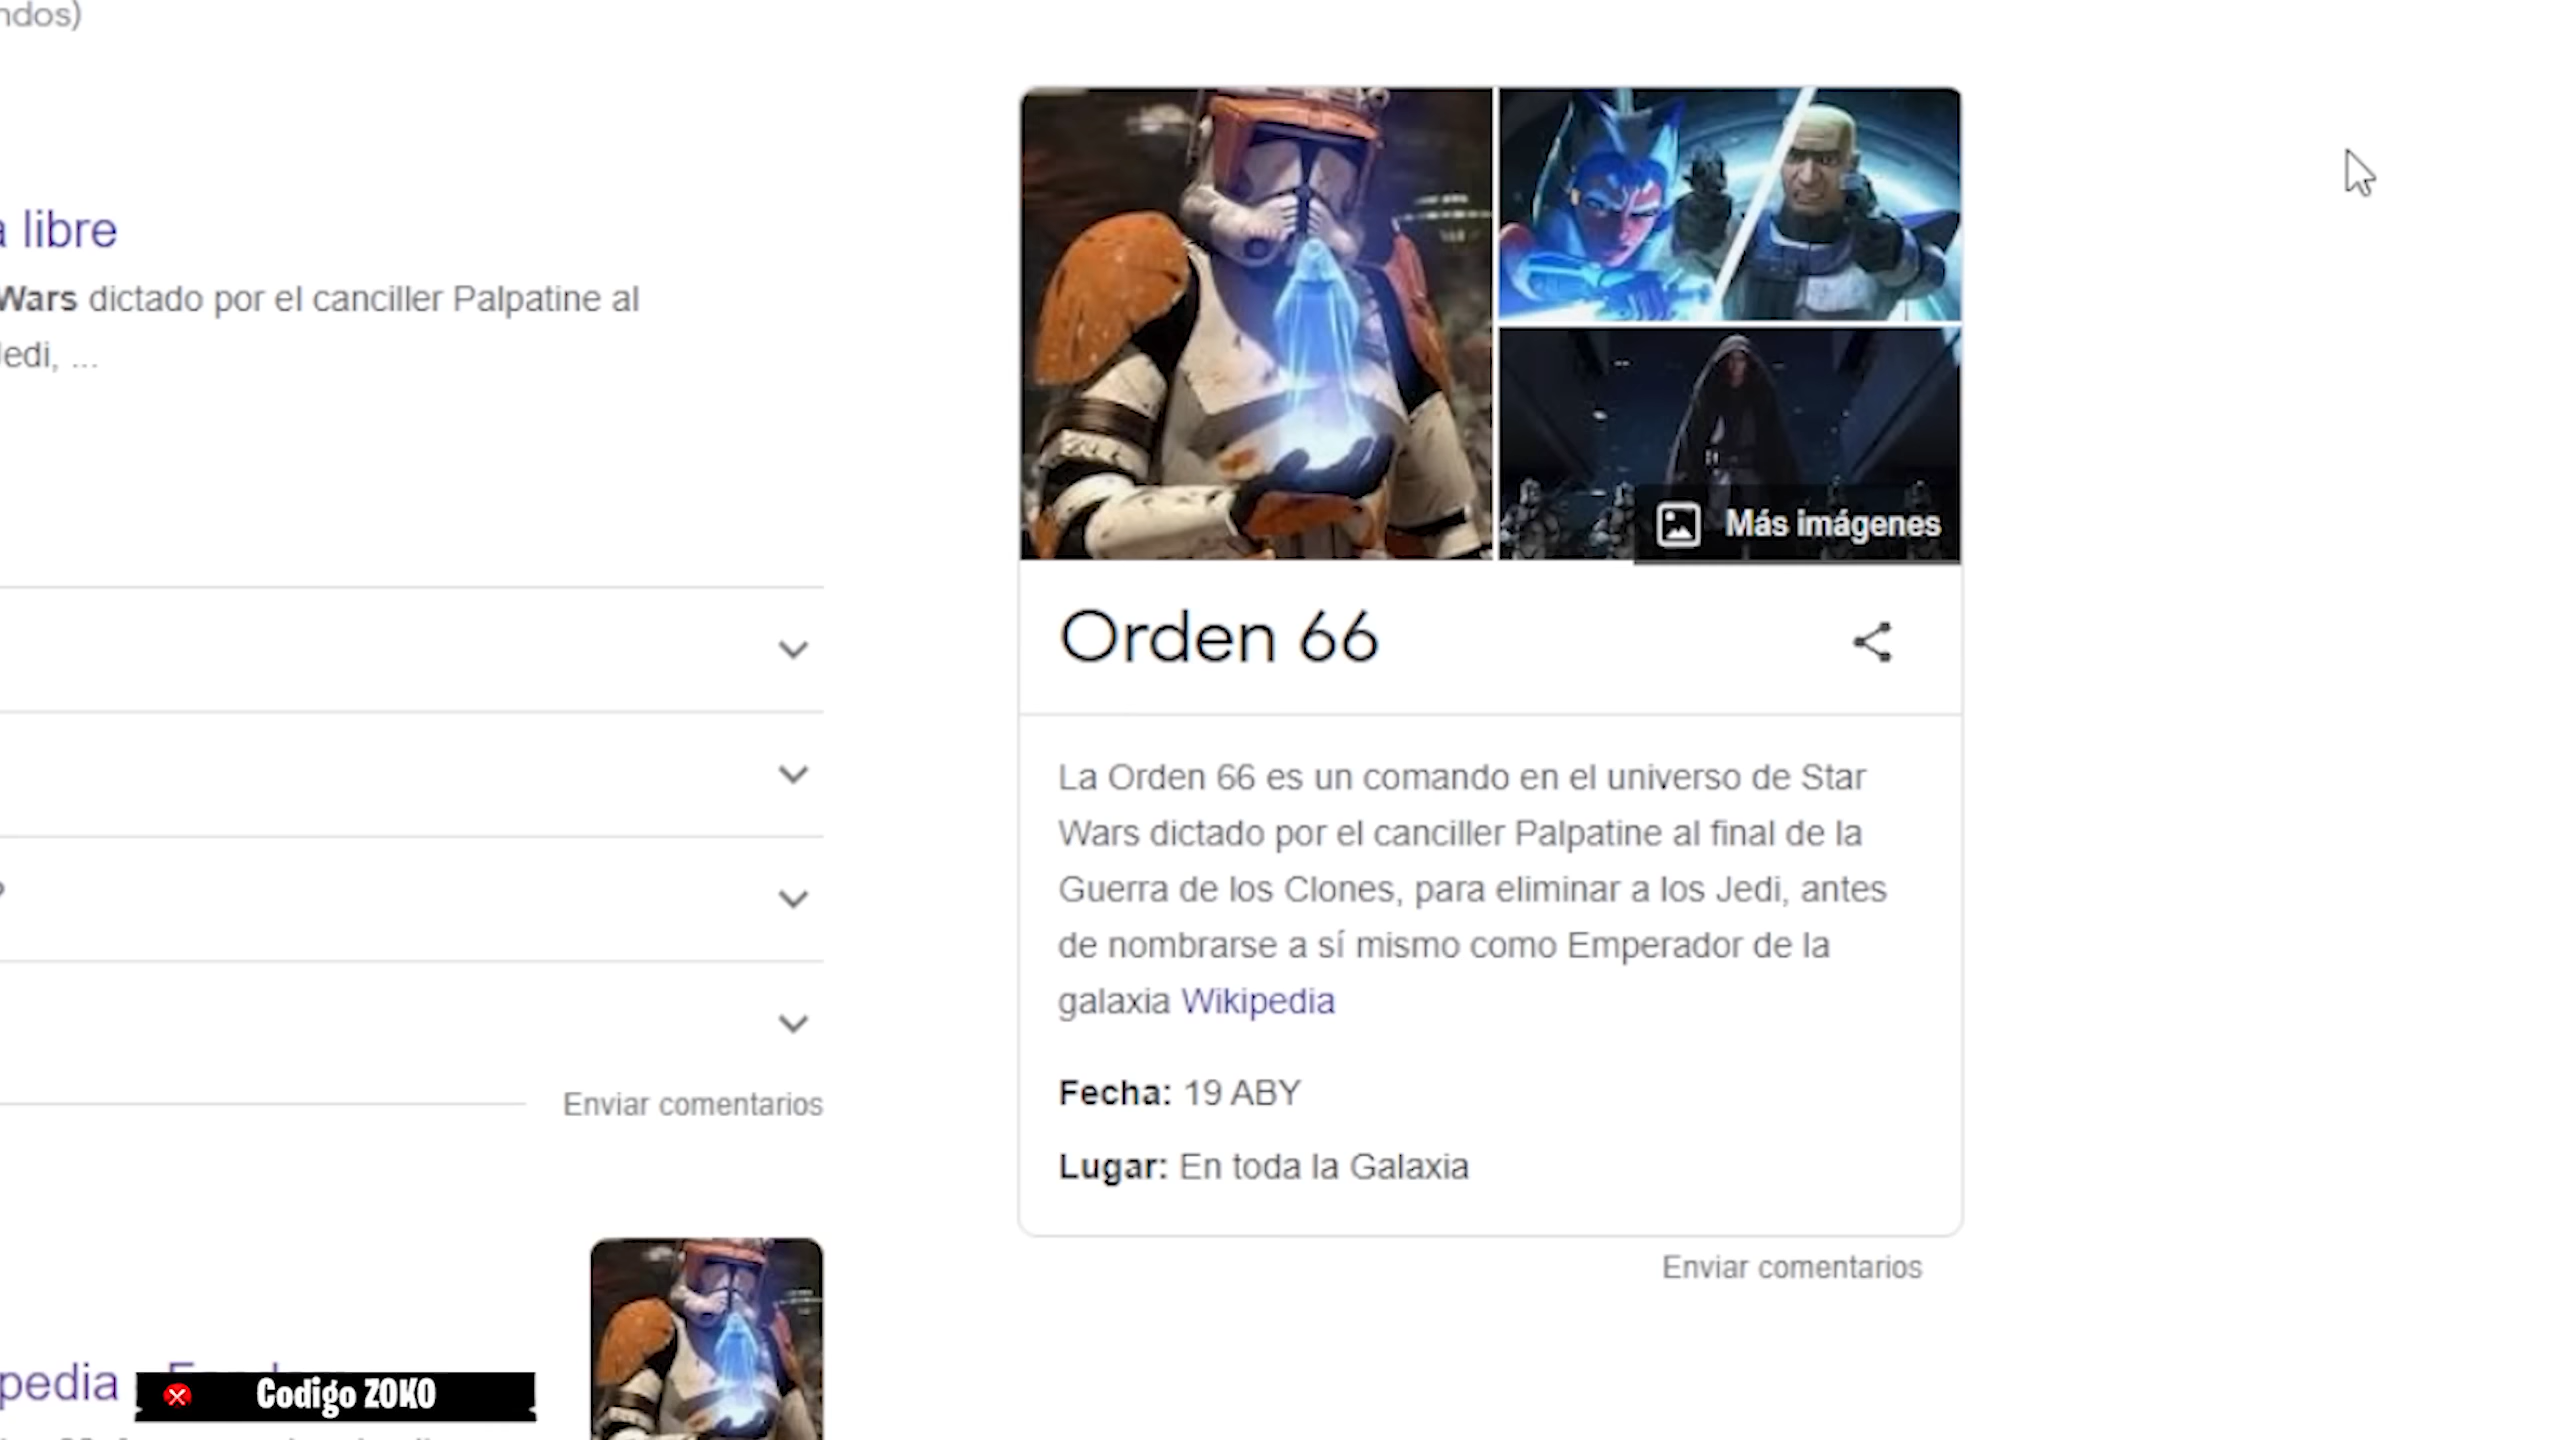 ndos)
a libre
Wars dictado por el canciller Palpatine al
Jedi, ...
Más imágenes
Orden 66
La Orden 66 es un comando en el universo de Star
Wars dictado por el canciller Palpatine al final de la
Guerra de los Clones, para eliminar a los Jedi, antes
de nombrarse a sí mismo como Emperador de la
galaxia Wikipedia
Fecha: 19 ABY
Lugar: En toda la Galaxia
?
Enviar comentarios
Enviar comentarios
pedia
Codigo ZOKO